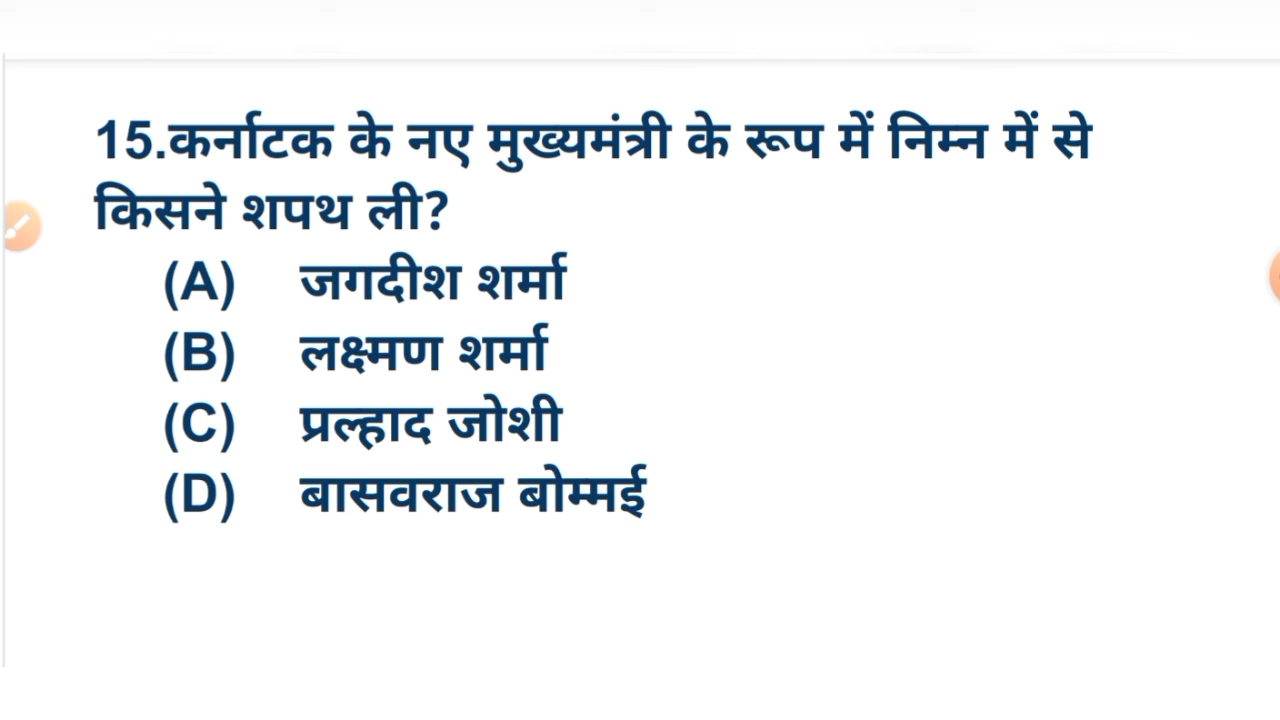 15.कर्नाटक के नए मुख्यमंत्री के रूप में निम्न में से
किसने शपथ ली?
(A) जगदीश शर्मा
(B) लक्ष्मण शर्मा
(C) प्रल्हाद जोशी
(D) बासवराज बोम्मई